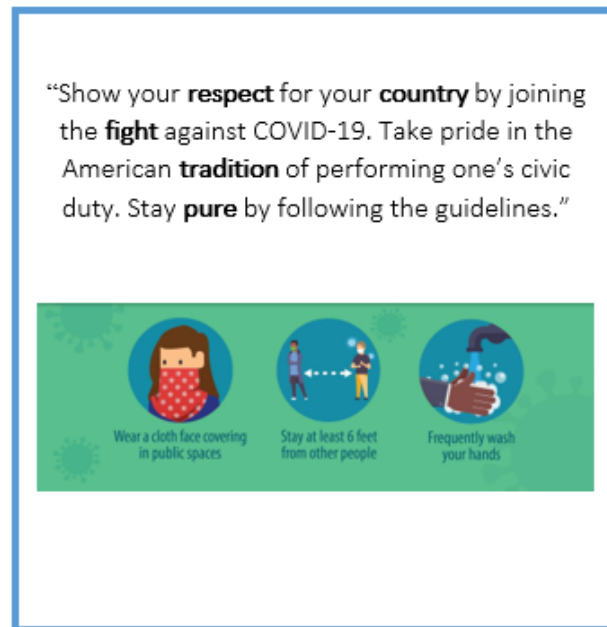 “Show your respect for your country by joining
the fight against COVID-19. Take pride in the
American tradition of performing one’s civic
duty. Stay pure by following the guidelines.”
Wear a cloth face covering
in public spaces
Stay at least 6 feet
from other people
Frequently wash
your hands